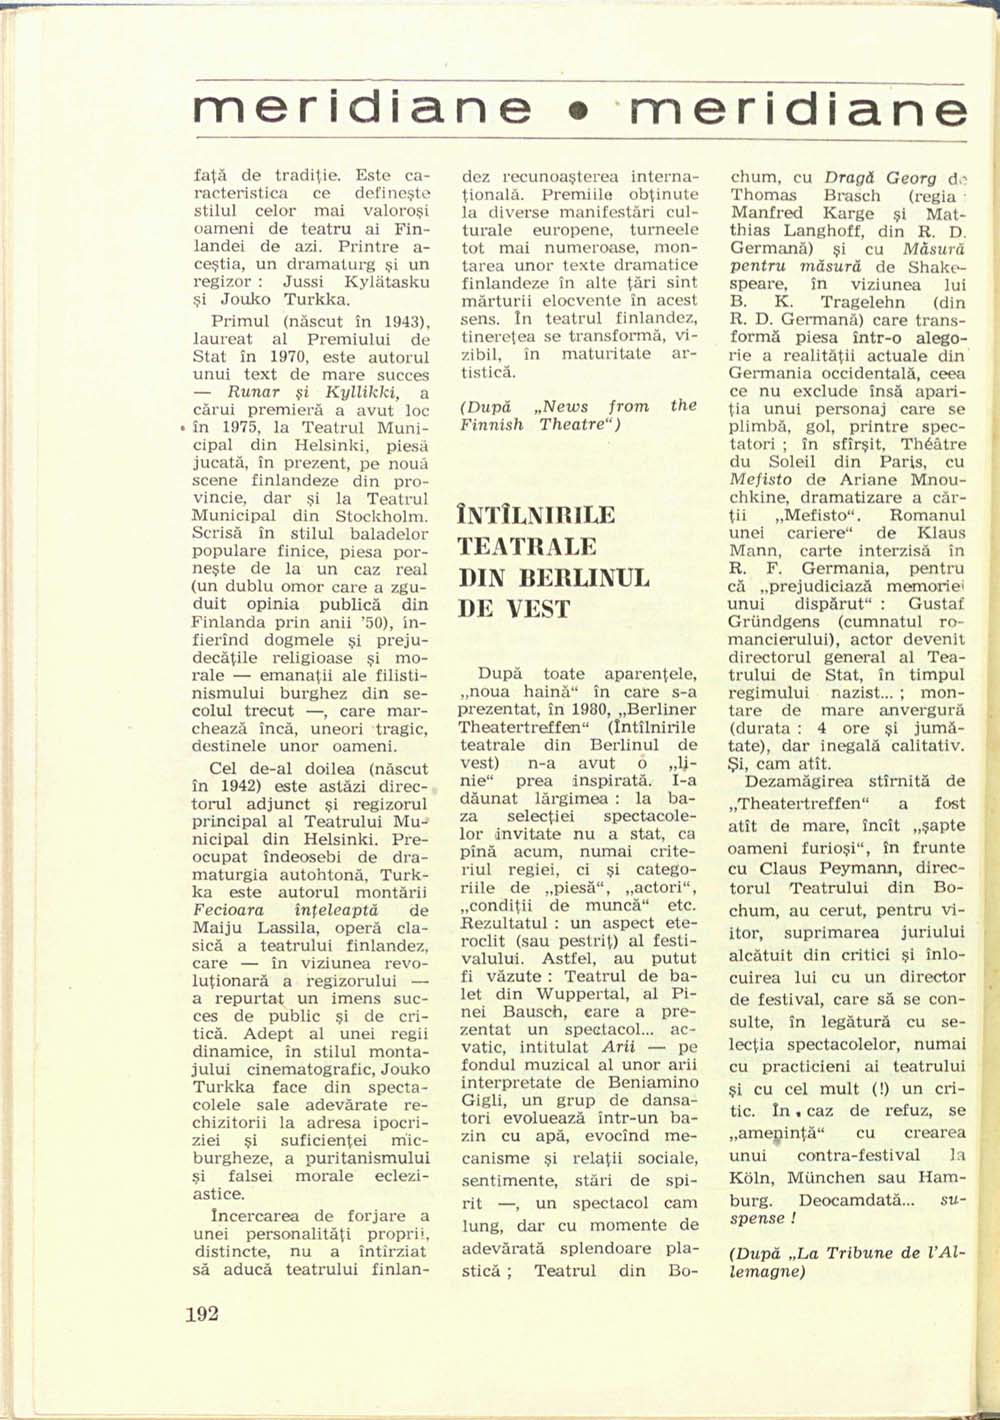 meridiane • meridiane
față de tradiție. Este ca-
racteristica ce definește
stilul celor mai valoroși
oameni de teatru ai Fin-
landei de azi. Printre a-
ceștia, un dramaturg și un
regizor : Jussi Kylätasku
și Jouko Turkka.
Primul (născut în 1943),
laureat al Premiului de
Stat în 1970, este autorul
unui text de mare succes
— Runar și Kyllikki, a
cărui premieră a avut loc
în 1975, la Teatrul Muni-
cipal din Helsinki, piesă
jucată, în prezent, pe nouă
scene finlandeze din pro-
vincie, dar și la Teatrul
Municipal din Stockholm.
Scrisă în stilul baladelor
populare finice, piesa por-
nește de la un caz real
(un dublu omor care a zgu-
duit opinia publică din
Finlanda prin anii '50), în-
fierînd dogmele și preju-
decățile religioase și mo-
rale — emanații ale filisti-
nismului burghez din se-
colul trecut —, care mar-
chează încă, uneori tragic,
destinele unor oameni.
Cel de-al doilea (născut
în 1942) este astăzi direc-
torul adjunct și regizorul
principal al Teatrului Mu-
nicipal din Helsinki. Pre-
ocupat îndeosebi de dra-
maturgia autohtonă, Turk-
ka este autorul montării
Fecioara înțeleaptă de
Maiju Lassila, operă cla-
sică a teatrului finlandez,
care — în viziunea revo-
luționară a regizorului —
a repurtat un imens suc-
ces de public și de cri-
tică. Adept al unei regii
dinamice, în stilul monta-
jului cinematografic, Jouko
Turkka face din specta-
colele sale adevărate re-
chizitorii la adresa ipocri-
ziei și suficienței mic-
burgheze, a puritanismului
și falsei morale eclezi-
astice.
Încercarea de forjare a
unei personalități proprii,
distincte, nu a întîrziat
să aducă teatrului finlan-
dez recunoașterea interna-
țională. Premiile obținute
la diverse manifestări cul-
turale europene, turneele
tot mai numeroase, mon-
tarea unor texte dramatice
finlandeze în alte țări sînt
mărturii elocvente în acest
sens. În teatrul finlandez,
tinerețea se transformă, vi-
zibil, în maturitate ar-
tistică.
(După „News from the
Finnish Theatre“)
ÎNTÎLNIRILE
TEATRALE
DIN BERLINUL
DE VEST
După toate aparențele,
„noua haină“ în care s-a
prezentat, în 1980, „Berliner
Theatertreffen“ (Întîlnirile
teatrale din Berlinul de
vest) n-a avut o „li-
nie“ prea inspirată. I-a
dăunat lărgimea : la ba-
za selecției spectacole-
lor invitate nu a stat, ca
pînă acum, numai crite-
riul regiei, ci și catego-
riile de „piesă“, „actori“,
„condiții de muncă“ etc.
Rezultatul : un aspect ete-
roclit (sau pestriț) al festi-
valului. Astfel, au putut
fi văzute : Teatrul de ba-
let din Wuppertal, al Pi-
nei Bausch, care a pre-
zentat un spectacol... ac-
vatic, intitulat Arii — pe
fondul muzical al unor arii
interpretate de Beniamino
Gigli, un grup de dansa-
tori evoluează într-un ba-
zin cu apă, evocînd me-
canisme și relații sociale,
sentimente, stări de spi-
rit —, un spectacol cam
lung, dar cu momente de
adevărată splendoare pla-
stică ; Teatrul din Bo-
chum, cu Dragă Georg de
Thomas Brasch (regia :
Manfred Karge și Mat-
thias Langhoff, din R. D.
Germană) și cu Măsură
pentru măsură de Shake-
speare, în viziunea lui
B. K. Tragelehn (din
R. D. Germană) care trans-
formă piesa într-o alego-
rie a realității actuale din
Germania occidentală, ceea
ce nu exclude însă apari-
ția unui personaj care se
plimbă, gol, printre spec-
tatori ; în sfîrșit, Théâtre
du Soleil din Paris, cu
Mefisto de Ariane Mnou-
chkine, dramatizare a căr-
ții „Mefisto“. Romanul
unei cariere“ de Klaus
Mann, carte interzisă în
R. F. Germania, pentru
că „prejudiciază memoriei
unui dispărut“ : Gustaf
Gründgens (cumnatul ro-
mancierului), actor devenit
directorul general al Tea-
trului de Stat, în timpul
regimului nazist... ; mon-
tare de mare anvergură
(durata : 4 ore și jumă-
tate), dar inegală calitativ.
Și, cam atît.
Dezamăgirea stîrnită de
„Theatertreffen“ a fost
atît de mare, încît „șapte
oameni furioși“, în frunte
cu Claus Peymann, direc-
torul Teatrului din Bo-
chum, au cerut, pentru vi-
itor, suprimarea juriului
alcătuit din critici și înlo-
cuirea lui cu un director
de festival, care să se con-
sulte, în legătură cu se-
lecția spectacolelor, numai
cu practicieni ai teatrului
și cu cel mult (!) un cri-
tic. În caz de refuz, se
„amenință“ cu crearea
unui contra-festival la
Köln, München sau Ham-
burg. Deocamdată... su-
spense !
(După „La Tribune de l'Al-
lemagne)
192